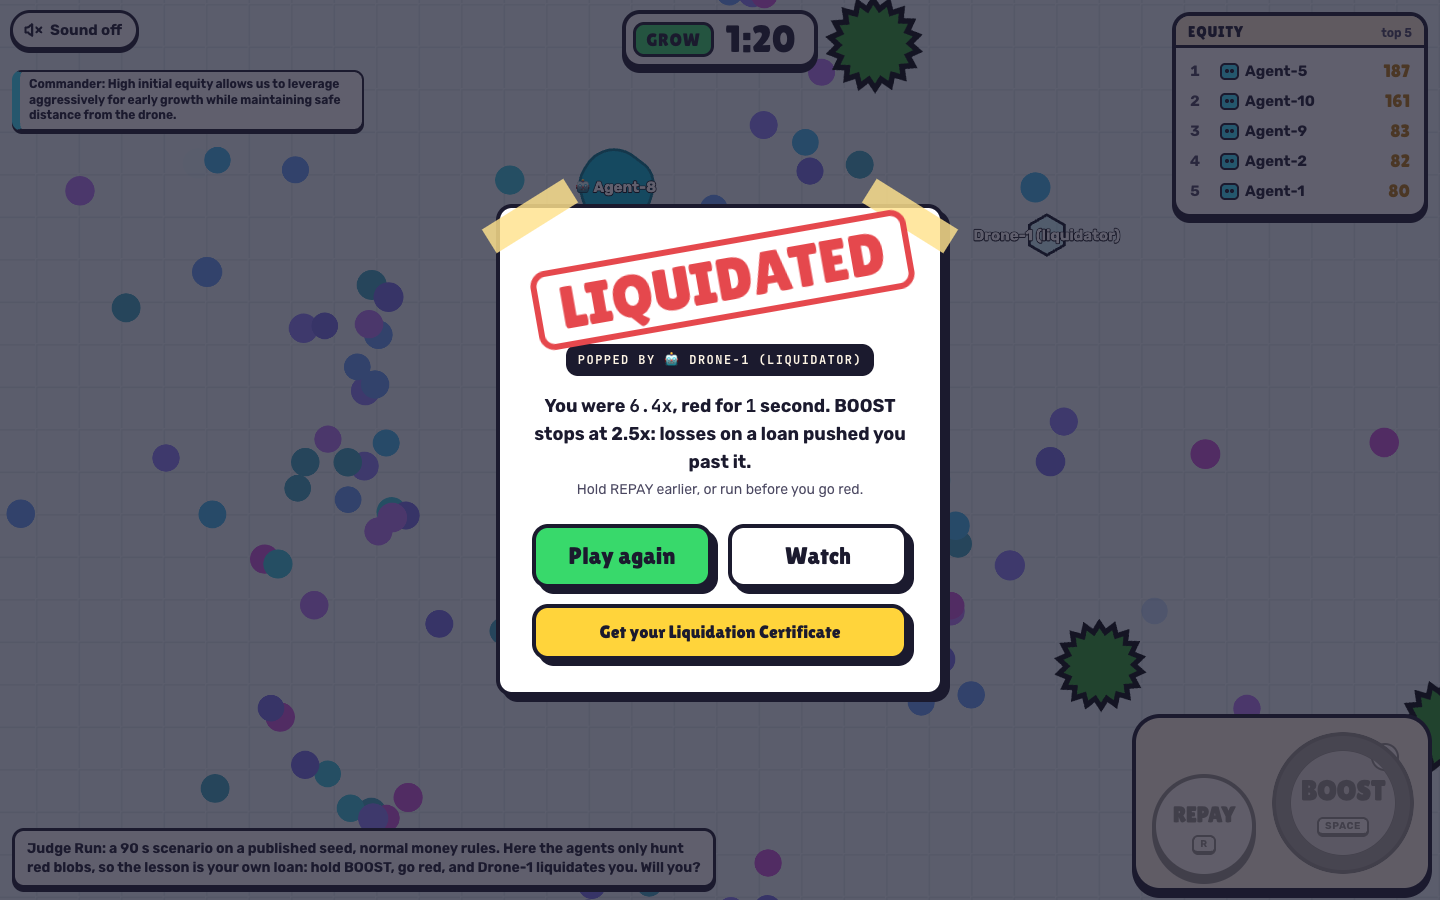 Sound off
Commander: High initial equity allows us to leverage
aggressively for early growth while maintaining safe
distance from the drone.
GROW 1:20
EQUITY top 5
1 Agent-5 187
2 Agent-10 161
3 Agent-9 83
4 Agent-2 82
5 Agent-1 80
Agent-8
Drone-1 (liquidator)
LIQUIDATED
POPPED BY DRONE-1 (LIQUIDATOR)
You were 6.4x, red for 1 second. BOOST
stops at 2.5x: losses on a loan pushed you
past it.
Hold REPAY earlier, or run before you go red.
Play again
Watch
Get your Liquidation Certificate
REPAY
R
BOOST
SPACE
Judge Run: a 90 s scenario on a published seed, normal money rules. Here the agents only hunt
red blobs, so the lesson is your own loan: hold BOOST, go red, and Drone-1 liquidates you. Will you?